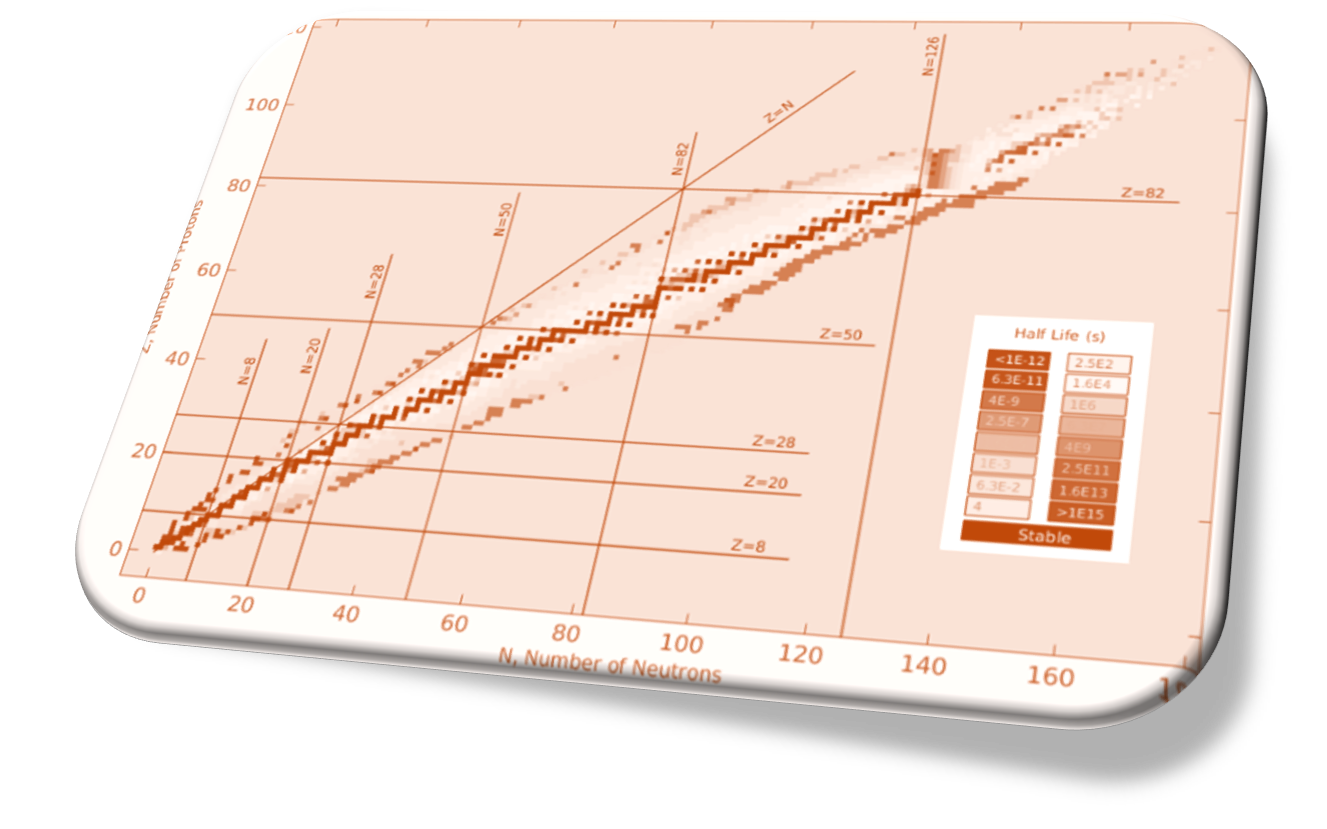 100
80
60
40
20
0
Z, Number of Protons
N=8
N=20
N=28
N=50
N=82
Z=N
N=126
Z=82
Z=50
Z=28
Z=20
Z=8
Half Life (s)
<1E-12 2.5E2
6.3E-11 1.6E4
4E-9 1E6
2.5E-7
4E9
1E-3 2.5E11
6.3E-2 1.6E13
4 >1E15
Stable
0 20 40 60 80 100 120 140 160
N, Number of Neutrons